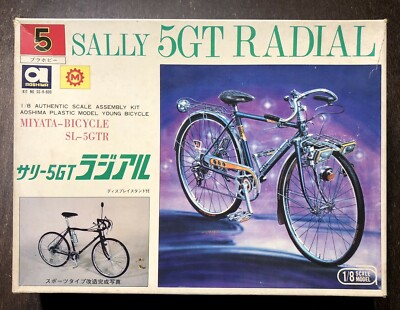 5
プラホビー
SALLY 5GT RADIAL
AOSHIMA
M
1/8 AUTHENTIC SCALE ASSEMBLY KIT
AOSHIMA PLASTIC MODEL YOUNG BICYCLE
MIYATA-BICYCLE
SL-5GTR
サリー5GT ラジアル
ディスプレイスタンド付
スポーツタイプ改造完成写真
1/8 SCALE MODEL